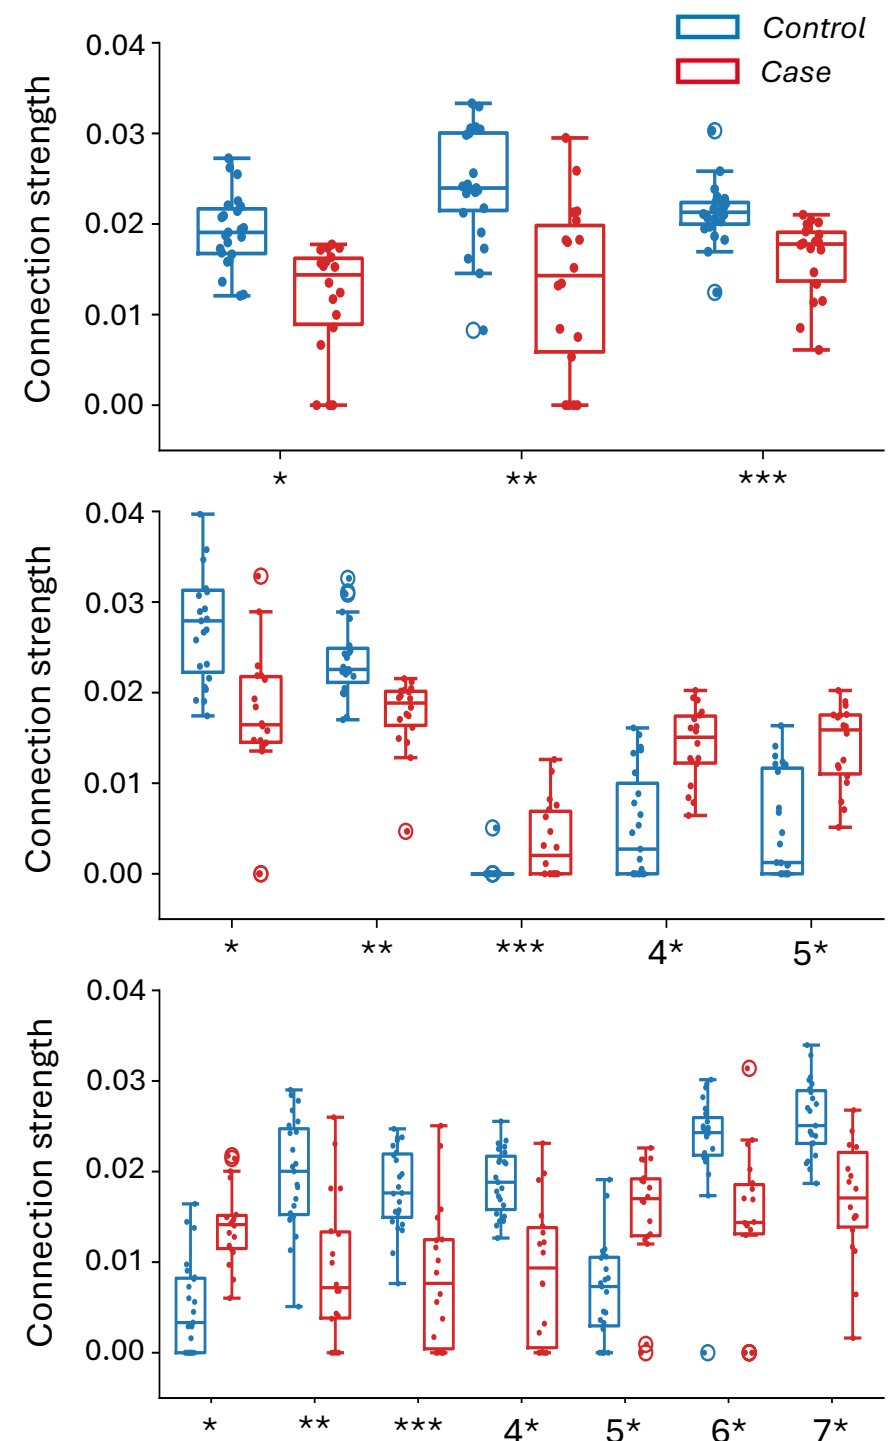 Control
Case
Connection strength
0.04
0.03
0.02
0.01
0.00
* ** ***
Connection strength
0.04
0.03
0.02
0.01
0.00
* ** *** 4* 5*
Connection strength
0.04
0.03
0.02
0.01
0.00
* ** *** 4* 5* 6* 7*